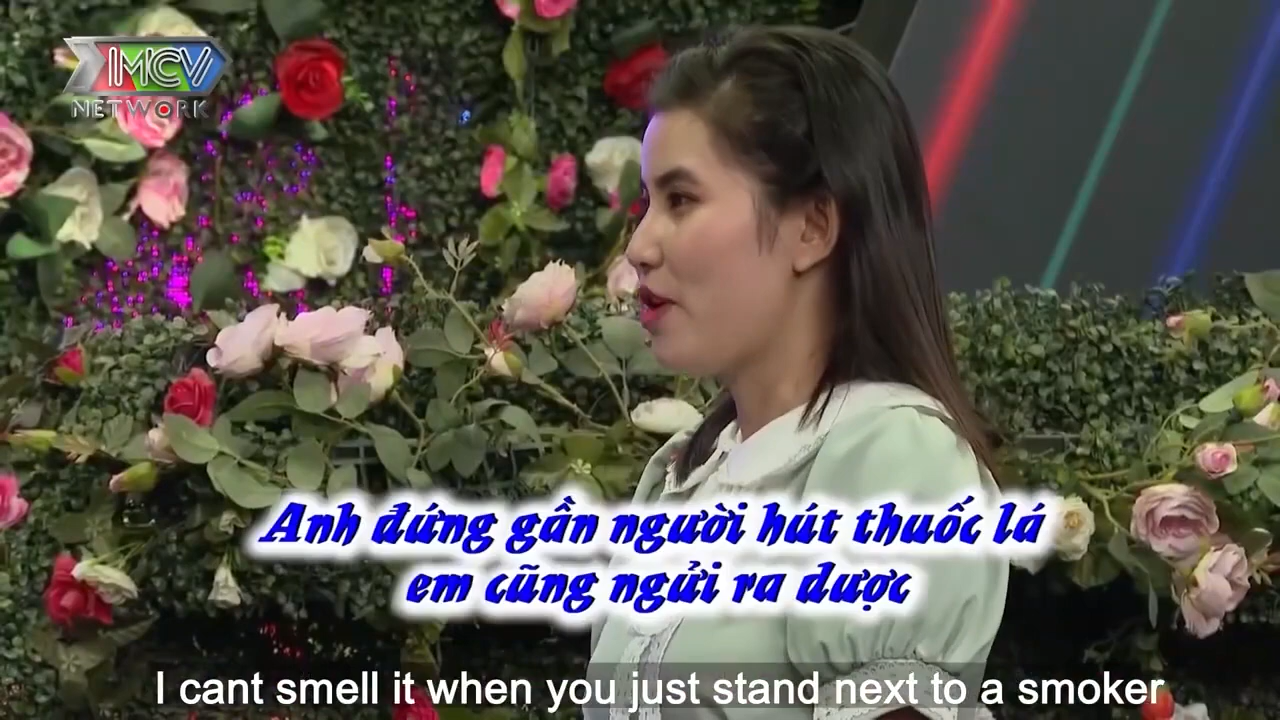 MCV
NETWORK
Anh đứng gần người hút thuốc lá
em cũng ngửi ra dược
I cant smell it when you just stand next to a smoker